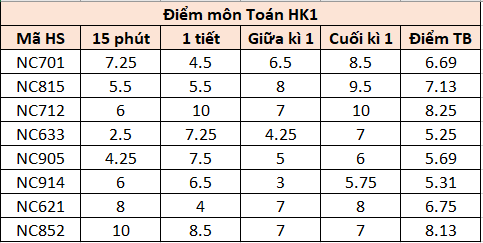 Điểm môn Toán HK1
Mã HS 15 phút 1 tiết Giữa kì 1 Cuối kì 1 Điểm TB
NC701 7.25 4.5 6.5 8.5 6.69
NC815 5.5 5.5 8 9.5 7.13
NC712 6 10 7 10 8.25
NC633 2.5 7.25 4.25 7 5.25
NC905 4.25 7.5 5 6 5.69
NC914 6 6.5 3 5.75 5.31
NC621 8 4 7 8 6.75
NC852 10 8.5 7 7 8.13